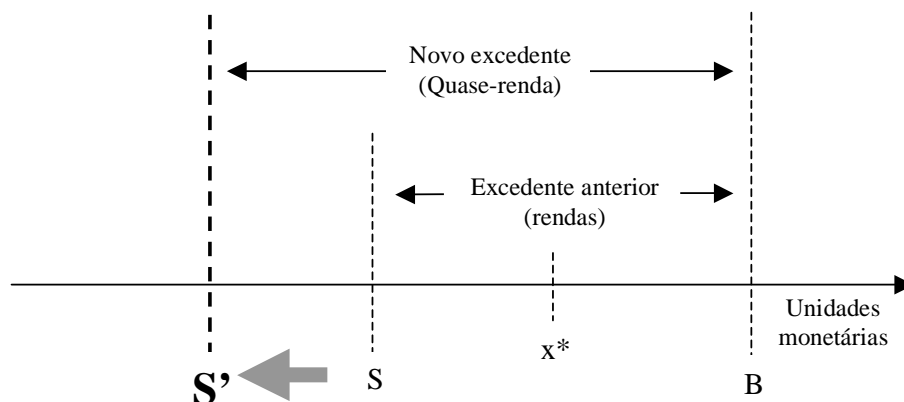 Novo excedente
(Quase-renda)
Excedente anterior
(rendas)
Unidades
monetárias
S’
S
x*
B